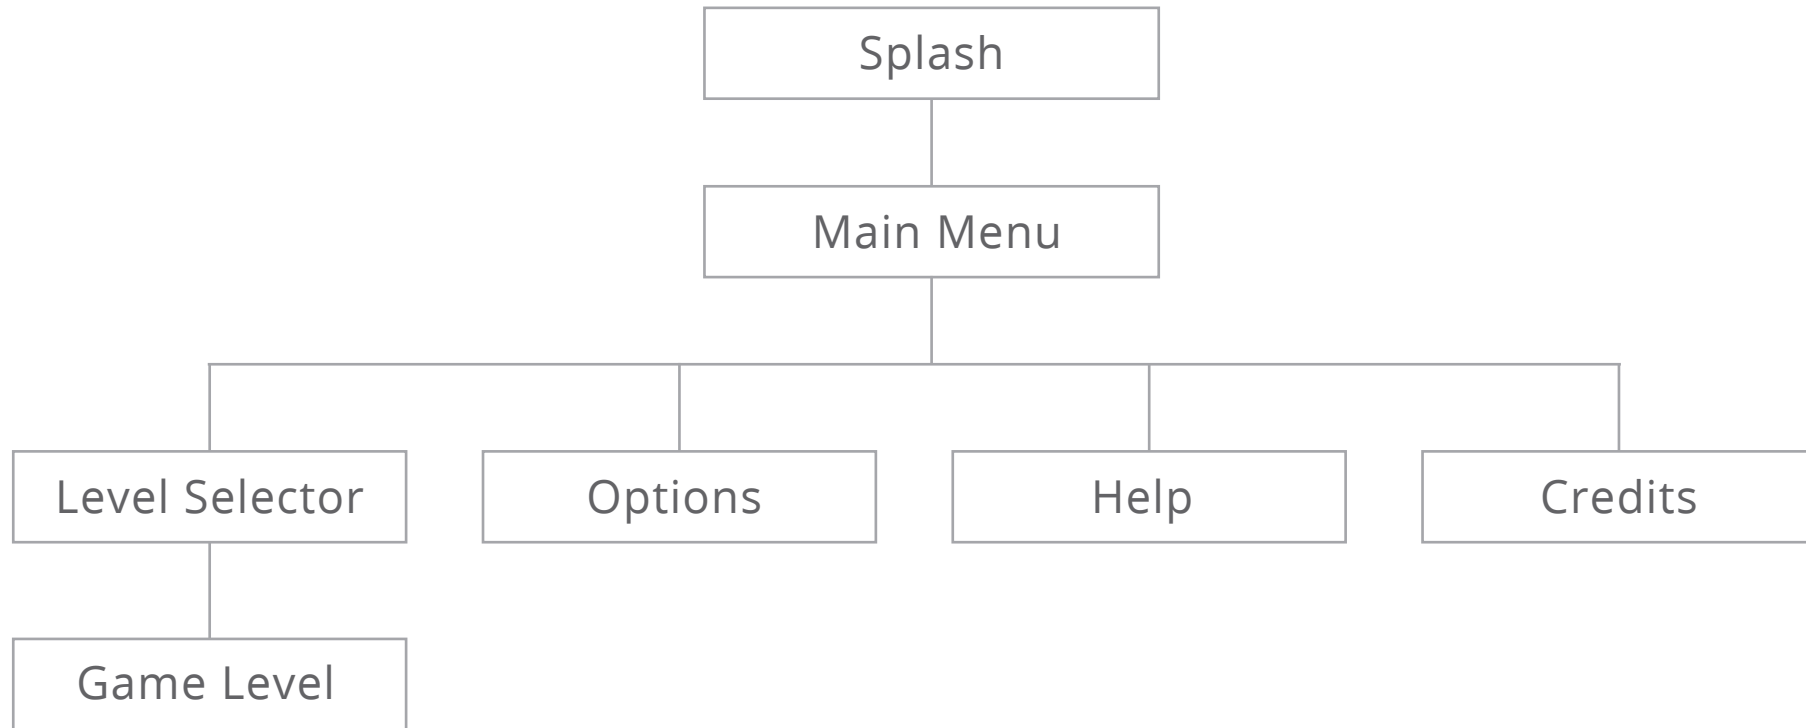 Splash
Main Menu
Level Selector
Options
Help
Credits
Game Level